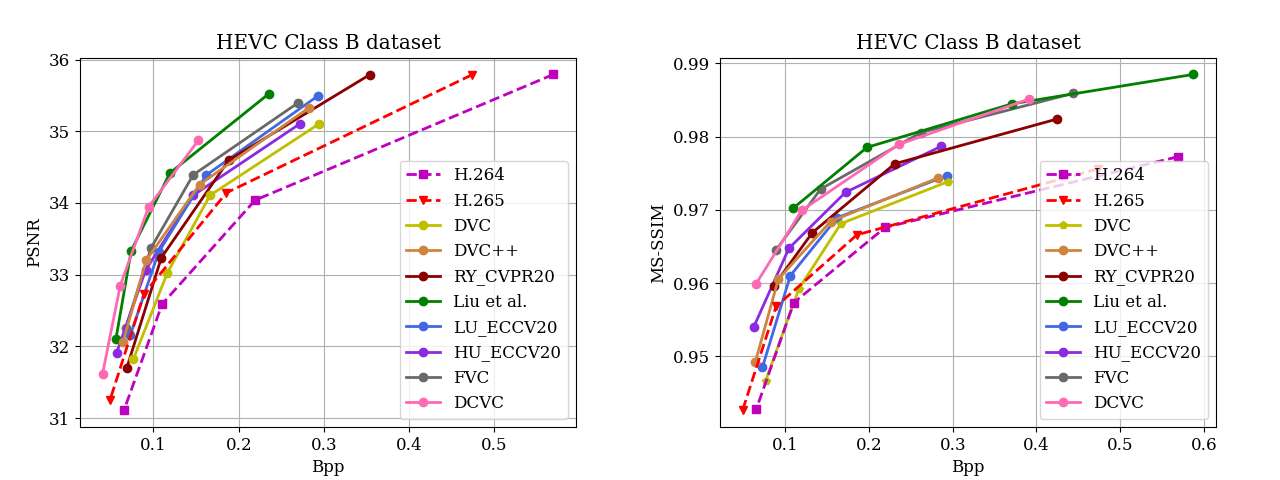 HEVC Class B dataset
36
35
34
33
32
31
PSNR
0.1
0.2
0.3
0.4
0.5
Bpp
H.264
H.265
DVC
DVC++
RY_CVPR20
Liu et al.
LU_ECCV20
HU_ECCV20
FVC
DCVC
HEVC Class B dataset
0.99
0.98
0.97
0.96
0.95
MS-SSIM
0.1
0.2
0.3
0.4
0.5
0.6
Bpp
H.264
H.265
DVC
DVC++
RY_CVPR20
Liu et al.
LU_ECCV20
HU_ECCV20
FVC
DCVC